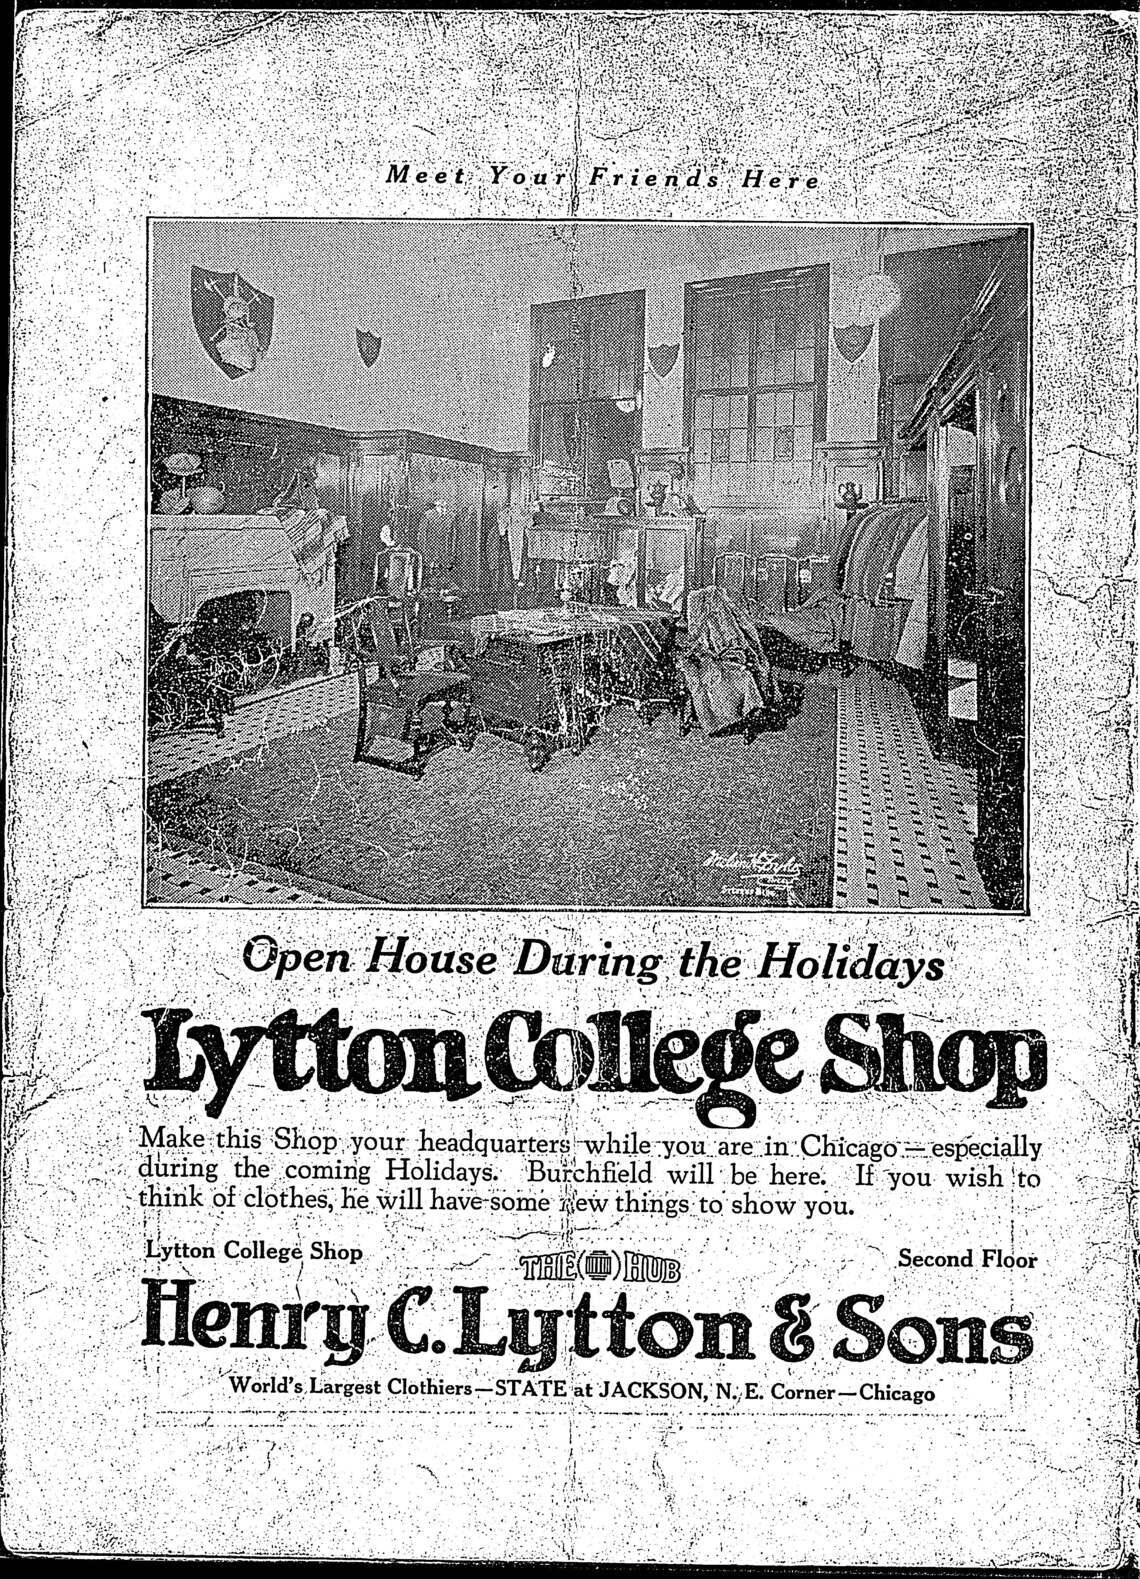 Meet Your Friends Here
Open House During the Holidays
Lytton College Shop
Make this Shop your headquarters while you are in Chicago—especially
during the coming Holidays. Burchfield will be here. If you wish to
think of clothes, he will have some new things to show you.
Lytton College Shop
THE HUB
Second Floor
Henry C. Lytton & Sons
World's Largest Clothiers—STATE at JACKSON, N. E. Corner—Chicago